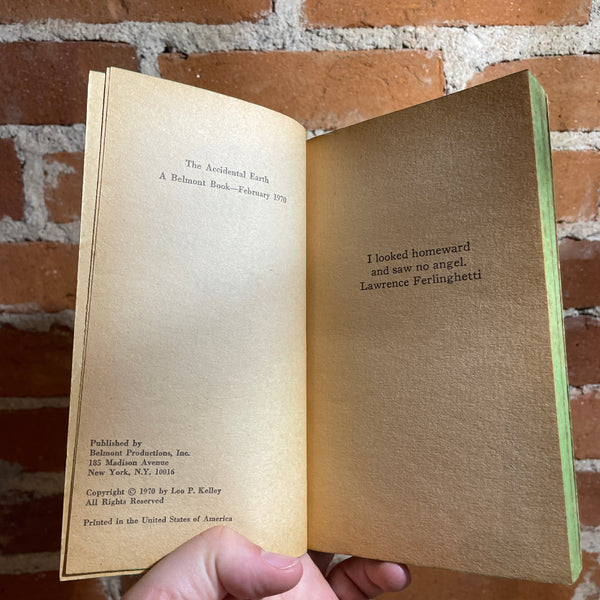 The Accidental Earth
A Belmont Book—February 1970
Published by
Belmont Productions, Inc.
185 Madison Avenue
New York, N.Y. 10016
Copyright © 1970 by Leo P. Kelley
All Rights Reserved
Printed in the United States of America
I looked homeward
and saw no angel.
Lawrence Ferlinghetti